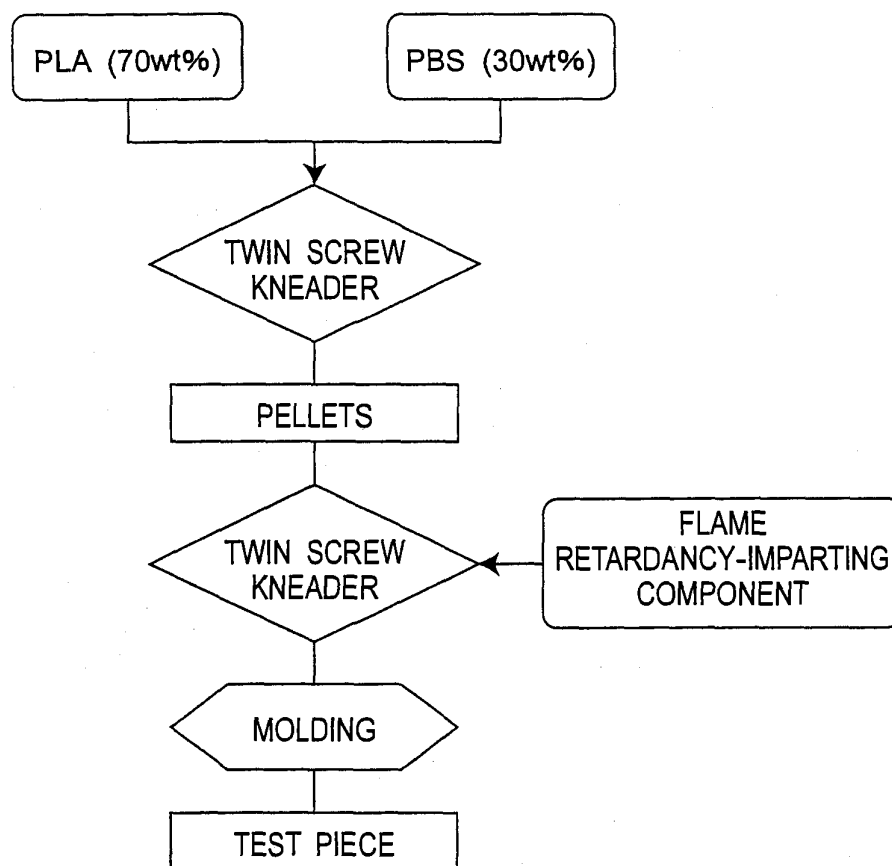 PLA (70wt%)
PBS (30wt%)
TWIN SCREW
KNEADER
PELLETS
TWIN SCREW
KNEADER
FLAME
RETARDANCY-IMPARTING
COMPONENT
MOLDING
TEST PIECE